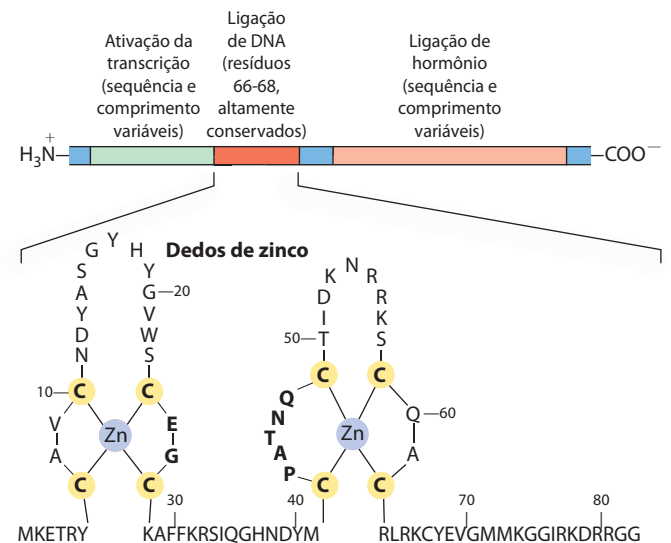 Ativação da
transcrição
(sequência e
comprimento
variáveis)
Ligação
de DNA
(resíduos
66-68,
altamente
conservados)
Ligação de
hormônio
(sequência e
comprimento
variáveis)
H₃N⁺
COO⁻
Dedos de zinco
MKETRY
C
A
V
10
C
N
D
Y
A
S
G
Y
H
Y
G
20
V
W
S
C
E
G
C
Zn
30
KAFFKRSIQGHNDYM
40
C
P
A
T
N
Q
C
50
T
I
D
K
N
R
R
K
S
C
Q
60
A
C
Zn
70
80
RLRKCYEVGMMKGGIRKDRRGG